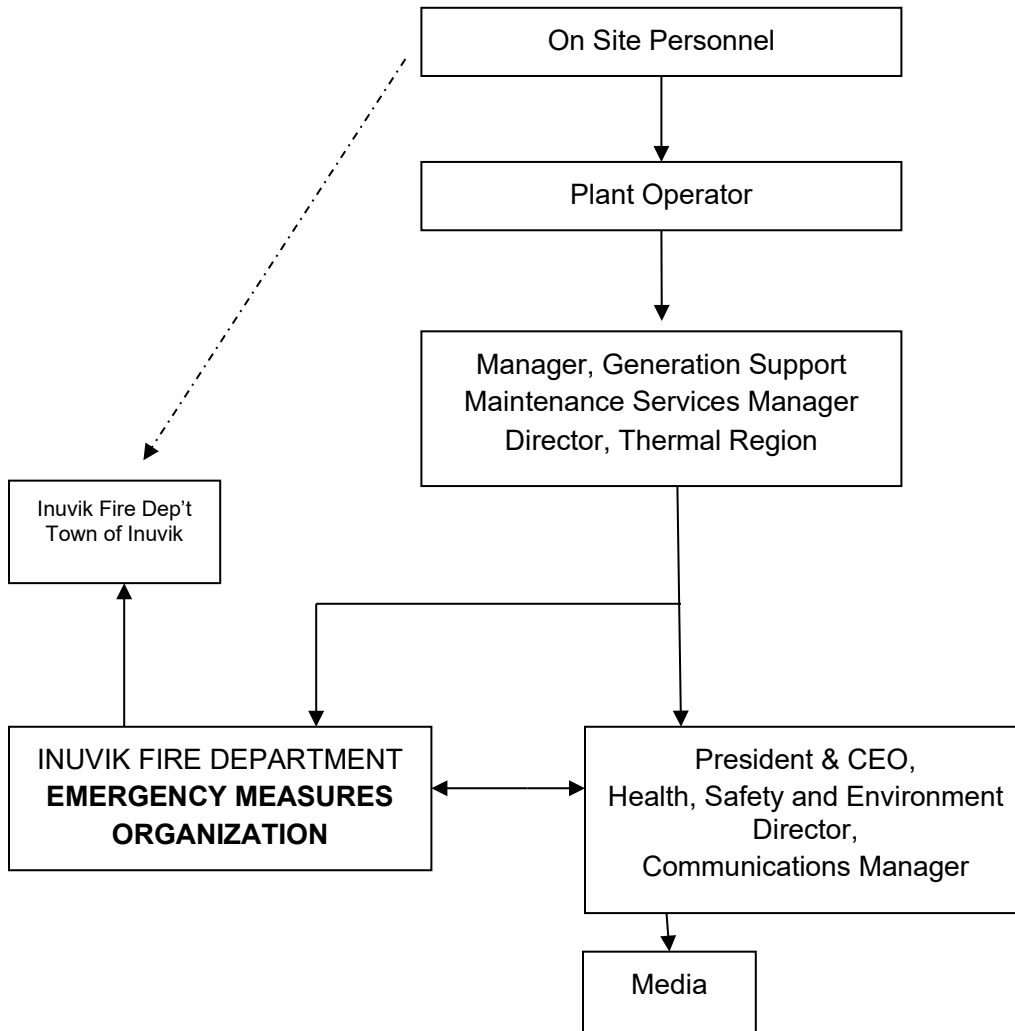 On Site Personnel
Plant Operator
Manager, Generation Support
Maintenance Services Manager
Director, Thermal Region
Inuvik Fire Dep’t
Town of Inuvik
INUVIK FIRE DEPARTMENT
EMERGENCY MEASURES
ORGANIZATION
President & CEO,
Health, Safety and Environment
Director,
Communications Manager
Media